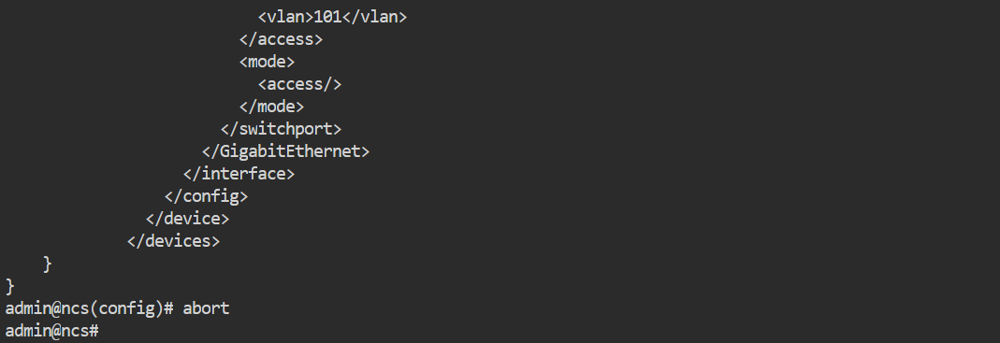 <vlan>101</vlan>
</access>
<mode>
<access/>
</mode>
</switchport>
</GigabitEthernet>
</interface>
</config>
</device>
</devices>
}
}
admin@ncs(config)# abort
admin@ncs#